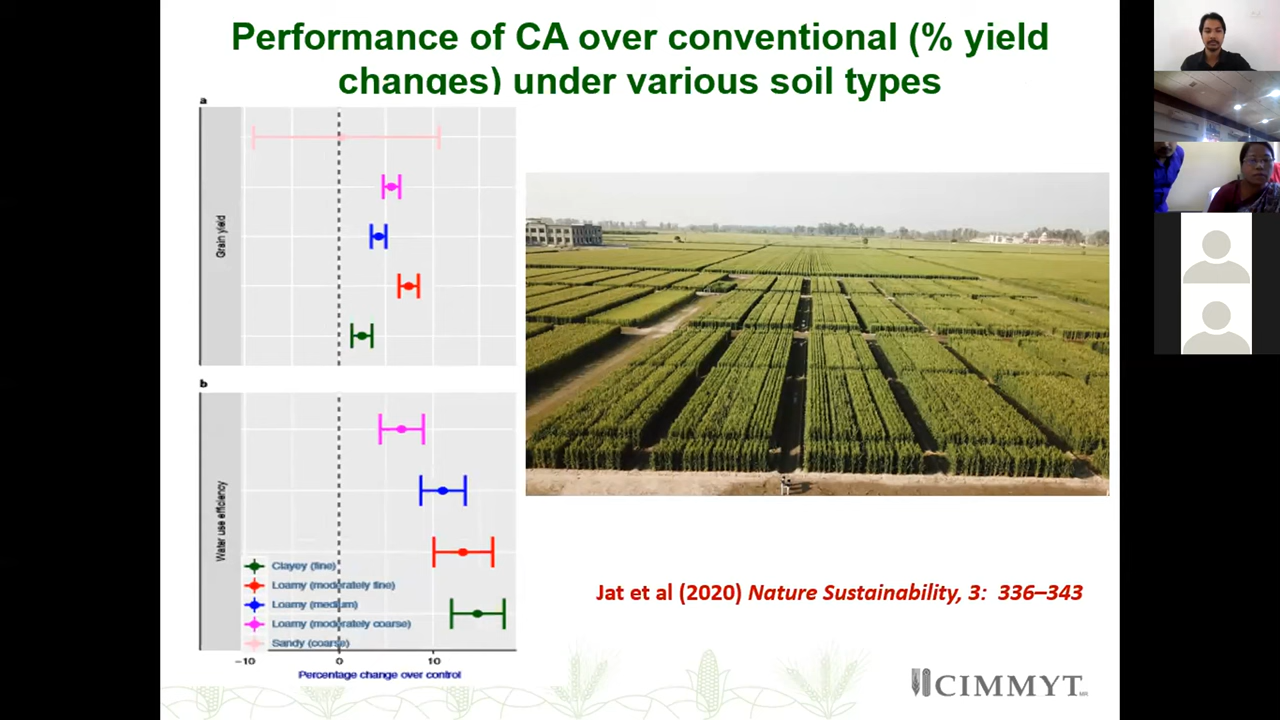 Performance of CA over conventional (% yield
changes) under various soil types
a
Grain yield
b
Water use efficiency
Clayey (fine)
Loamy (moderately fine)
Loamy (medium)
Loamy (moderately coarse)
Sandy (coarse)
−10 0 10
Percentage change over control
Jat et al (2020) Nature Sustainability, 3: 336–343
CIMMYT